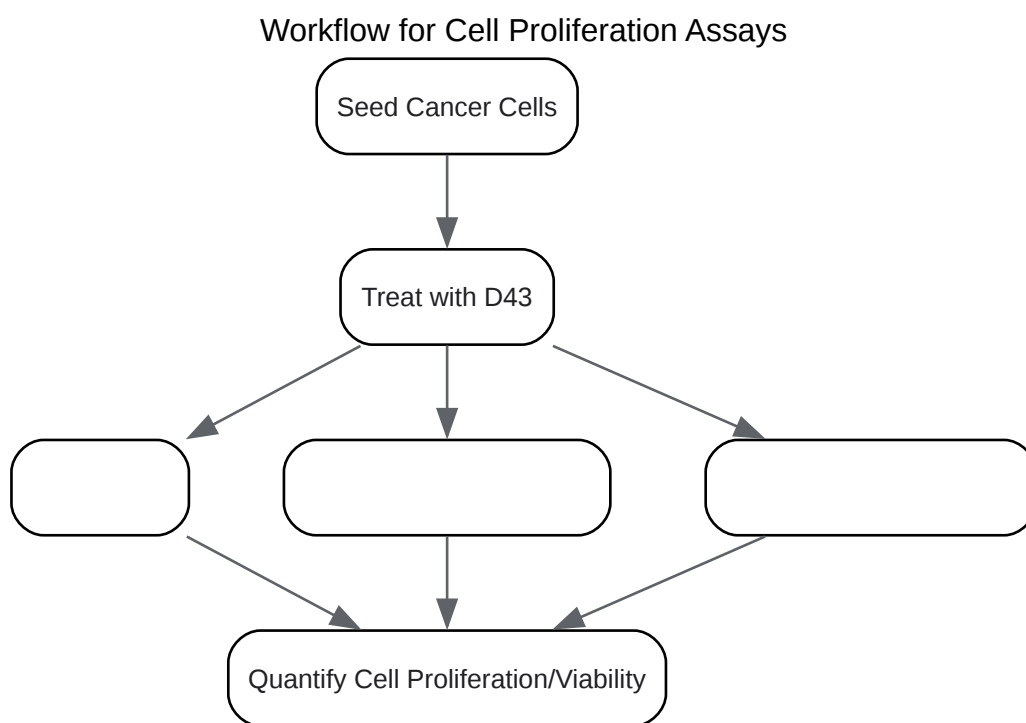 Workflow for Cell Proliferation Assays
Seed Cancer Cells
Treat with D43
Quantify Cell Proliferation/Viability